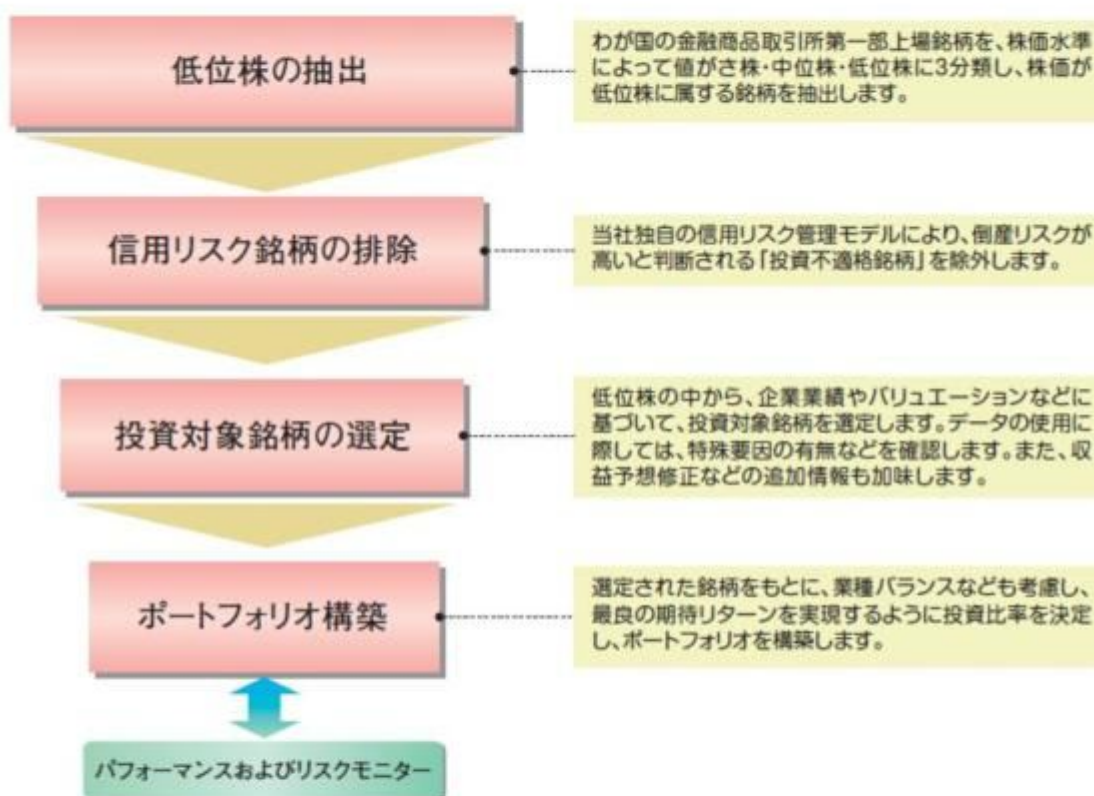 低位株の抽出
わが国の金融商品取引所第一部上場銘柄を、株価水準
によって値がさ株・中位株・低位株に3分類し、株価が
低位株に属する銘柄を抽出します。
信用リスク銘柄の排除
当社独自の信用リスク管理モデルにより、倒産リスクが
高いと判断される「投資不適格銘柄」を除外します。
投資対象銘柄の選定
低位株の中から、企業業績やバリュエーションなどに
基づいて、投資対象銘柄を選定します。データの使用に
際しては、特殊要因の有無などを確認します。また、収
益予想修正などの追加情報も加味します。
ポートフォリオ構築
選定された銘柄をもとに、業種バランスなども考慮し、
最良の期待リターンを実現するように投資比率を決定
し、ポートフォリオを構築します。
パフォーマンスおよびリスクモニター